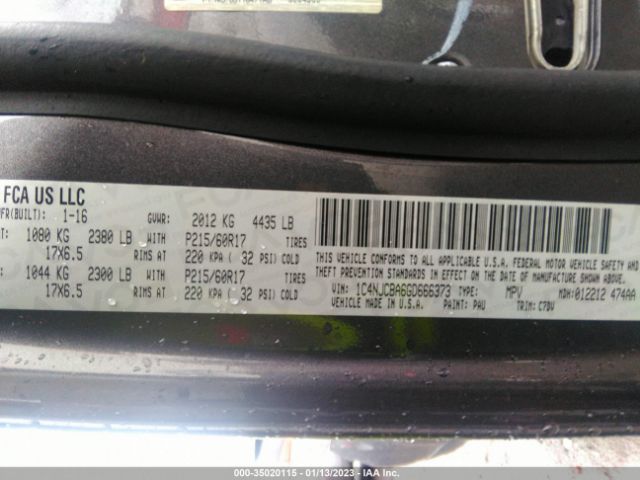 FCA US LLC
FR(BUILT): 1-16 GVWR: 2012 KG 4435 LB
T: 1080 KG 2380 LB WITH P215/60R17 TIRES
17X6.5 RIMS AT 220 KPA ( 32 PSI) COLD
: 1044 KG 2300 LB WITH P215/60R17 TIRES
17X6.5 RIMS AT 220 KPA ( 32 PSI) COLD
THIS VEHICLE CONFORMS TO ALL APPLICABLE U.S.A. FEDERAL MOTOR VEHICLE SAFETY AND
THEFT PREVENTION STANDARDS IN EFFECT ON THE DATE OF MANUFACTURE SHOWN ABOVE.
VIN: 1C4NJCBA6GD666373 TYPE: MPV MDH:012212 474AA
VEHICLE MADE IN U.S.A. PAINT: PAU TRIM: C7DV
000-35020115 - 01/13/2023 - IAA Inc.